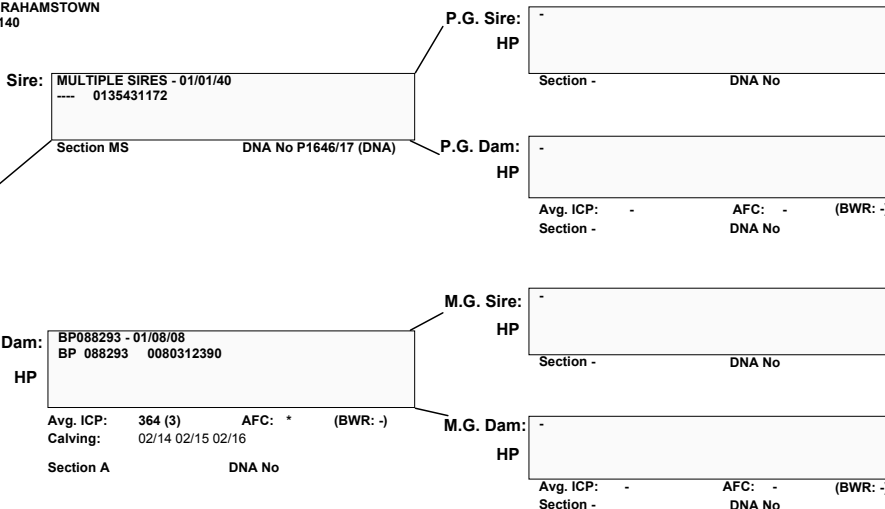 RAHAMSTOWN
140
Sire:
MULTIPLE SIRES - 01/01/40
---- 0135431172
Section MS DNA No P1646/17 (DNA)
P.G. Sire:
HP
-
Section - DNA No
P.G. Dam:
HP
-
Avg. ICP: - AFC: - (BWR: -)
Section - DNA No
Dam:
HP
BP088293 - 01/08/08
BP 088293 0080312390
Avg. ICP: 364 (3) AFC: * (BWR: -)
Calving: 02/14 02/15 02/16
Section A DNA No
M.G. Sire:
HP
-
Section - DNA No
M.G. Dam:
HP
-
Avg. ICP: - AFC: - (BWR: -
Section - DNA No